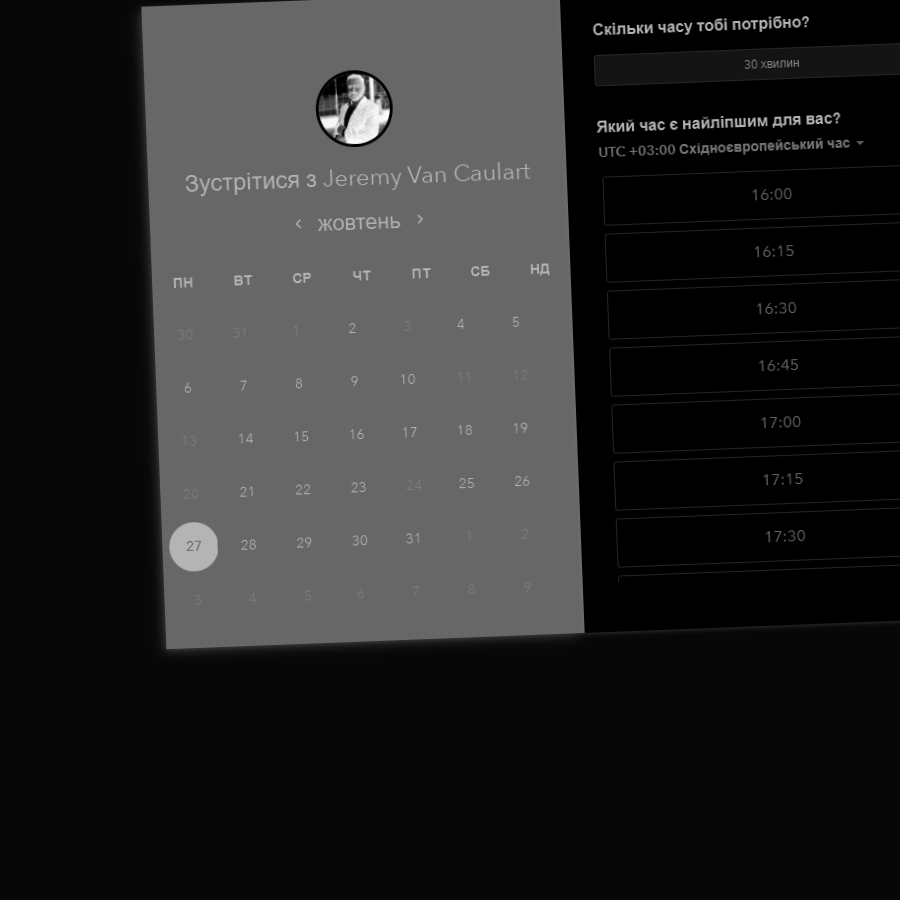 Зустрітися з Jeremy Van Caulart
‹ жовтень ›
ПН ВТ СР ЧТ ПТ СБ НД
30 31 1 2 3 4 5
6 7 8 9 10 11 12
13 14 15 16 17 18 19
20 21 22 23 24 25 26
27 28 29 30 31 1 2
3 4 5 6 7 8 9
Скільки часу тобі потрібно?
30 хвилин
Який час є найліпшим для вас?
UTC +03:00 Східноєвропейський час
16:00
16:15
16:30
16:45
17:00
17:15
17:30